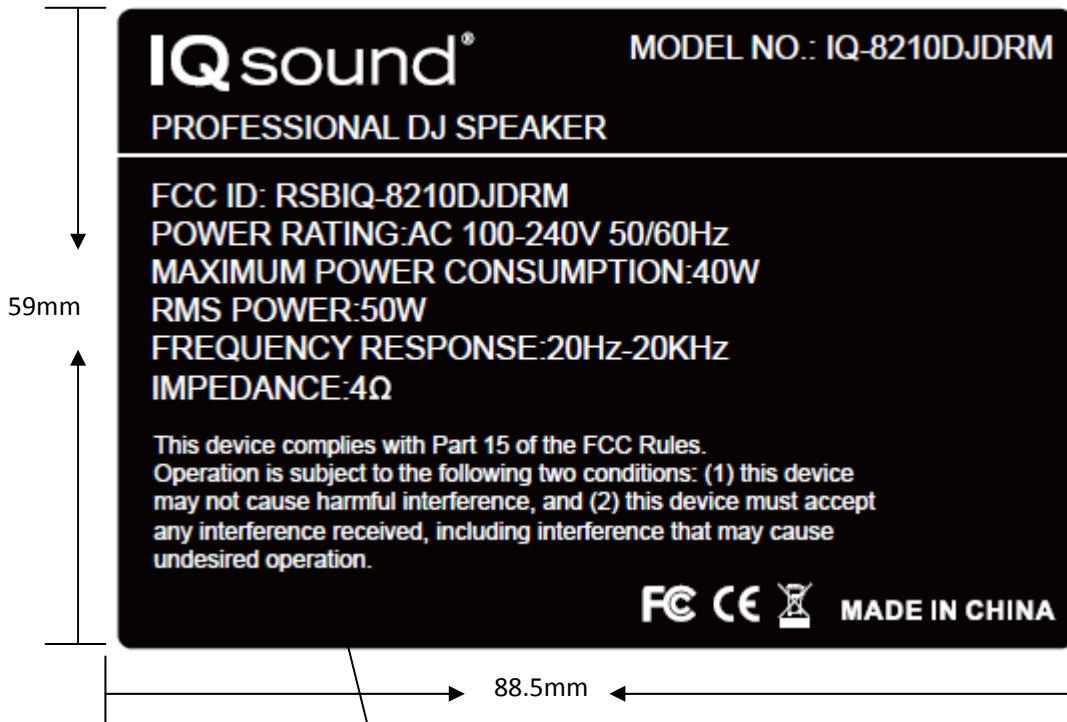 IQ sound®
MODEL NO.: IQ-8210DJDRM
PROFESSIONAL DJ SPEAKER
FCC ID: RSBIQ-8210DJDRM
POWER RATING:AC 100-240V 50/60Hz
MAXIMUM POWER CONSUMPTION:40W
RMS POWER:50W
FREQUENCY RESPONSE:20Hz-20KHz
IMPEDANCE:4Ω
This device complies with Part 15 of the FCC Rules.
Operation is subject to the following two conditions: (1) this device
may not cause harmful interference, and (2) this device must accept
any interference received, including interference that may cause
undesired operation.
FC CE MADE IN CHINA
59mm
88.5mm